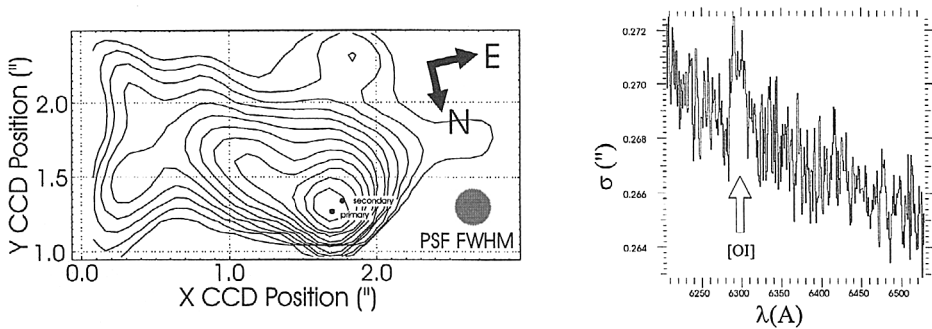 Y CCD Position (")
2.0
1.5
1.0
0.0
1.0
2.0
X CCD Position (")
E
N
secondary
primary
PSF FWHM
σ (")
0.272
0.270
0.268
0.266
0.264
[OI]
6250
6300
6350
6400
6450
6500
λ(A)